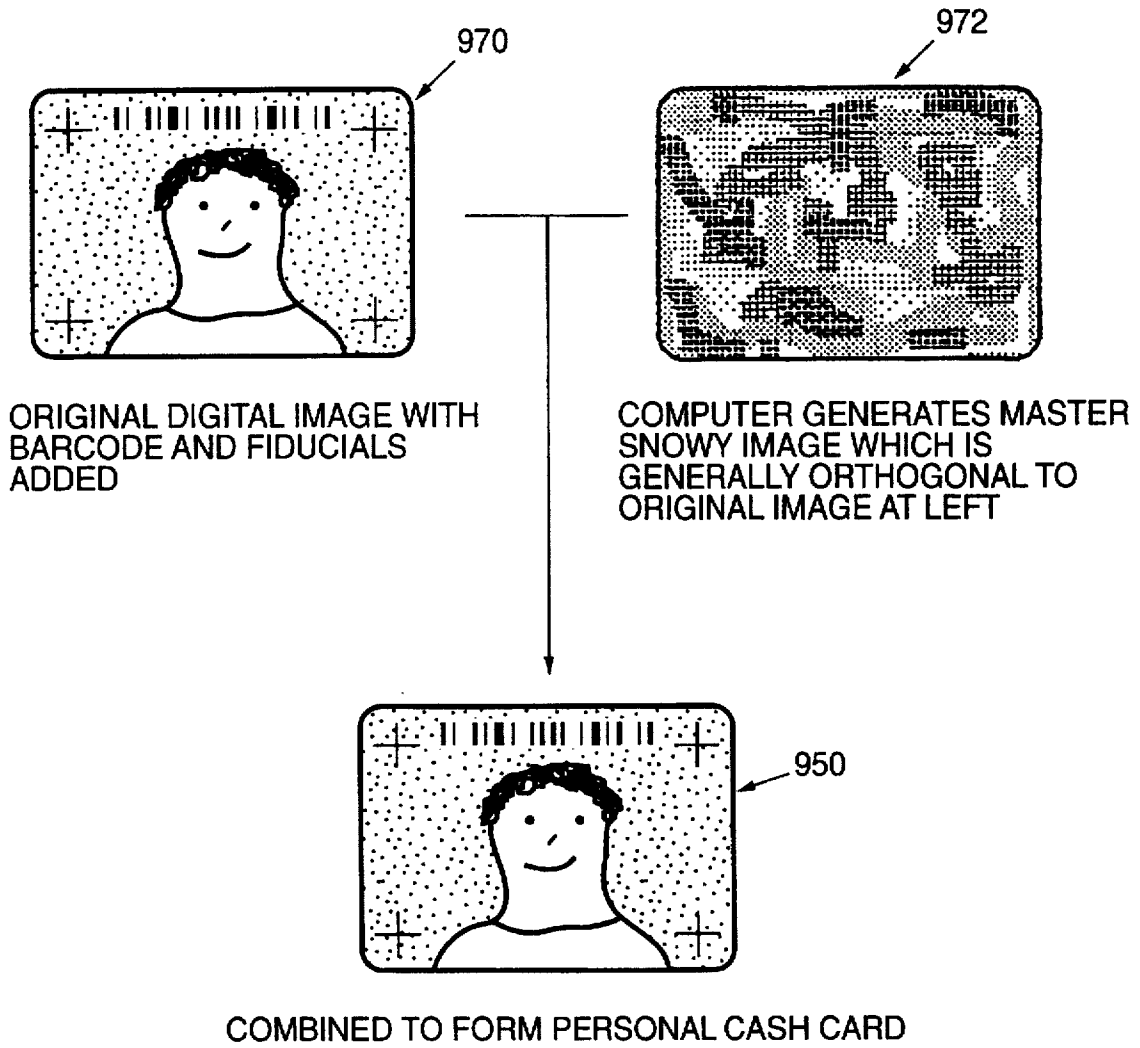 970
972
ORIGINAL DIGITAL IMAGE WITH
BARCODE AND FIDUCIALS
ADDED
COMPUTER GENERATES MASTER
SNOWY IMAGE WHICH IS
GENERALLY ORTHOGONAL TO
ORIGINAL IMAGE AT LEFT
950
COMBINED TO FORM PERSONAL CASH CARD